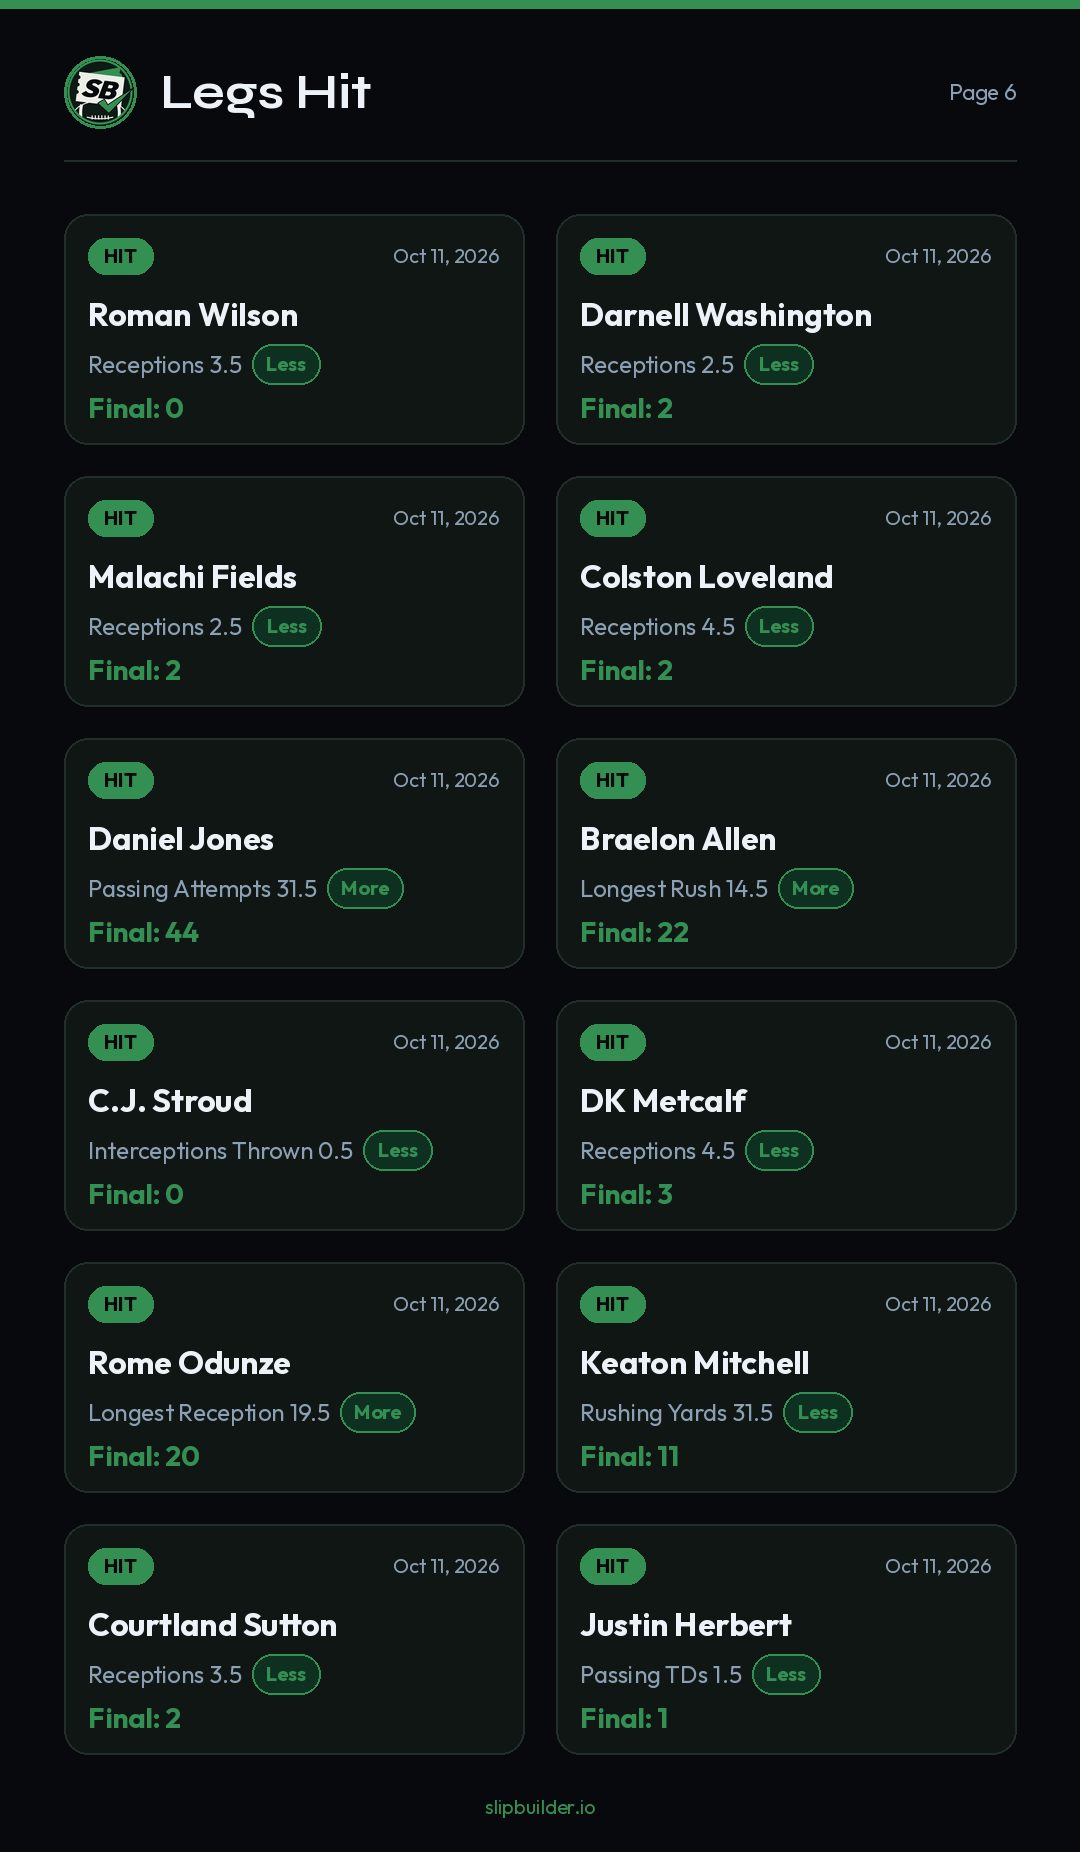 SB
Legs Hit
Page 6
HIT
Oct 11, 2026
Roman Wilson
Receptions 3.5 Less
Final: 0
HIT
Oct 11, 2026
Darnell Washington
Receptions 2.5 Less
Final: 2
HIT
Oct 11, 2026
Malachi Fields
Receptions 2.5 Less
Final: 2
HIT
Oct 11, 2026
Colston Loveland
Receptions 4.5 Less
Final: 2
HIT
Oct 11, 2026
Daniel Jones
Passing Attempts 31.5 More
Final: 44
HIT
Oct 11, 2026
Braelon Allen
Longest Rush 14.5 More
Final: 22
HIT
Oct 11, 2026
C.J. Stroud
Interceptions Thrown 0.5 Less
Final: 0
HIT
Oct 11, 2026
DK Metcalf
Receptions 4.5 Less
Final: 3
HIT
Oct 11, 2026
Rome Odunze
Longest Reception 19.5 More
Final: 20
HIT
Oct 11, 2026
Keaton Mitchell
Rushing Yards 31.5 Less
Final: 11
HIT
Oct 11, 2026
Courtland Sutton
Receptions 3.5 Less
Final: 2
HIT
Oct 11, 2026
Justin Herbert
Passing TDs 1.5 Less
Final: 1
slipbuilder.io